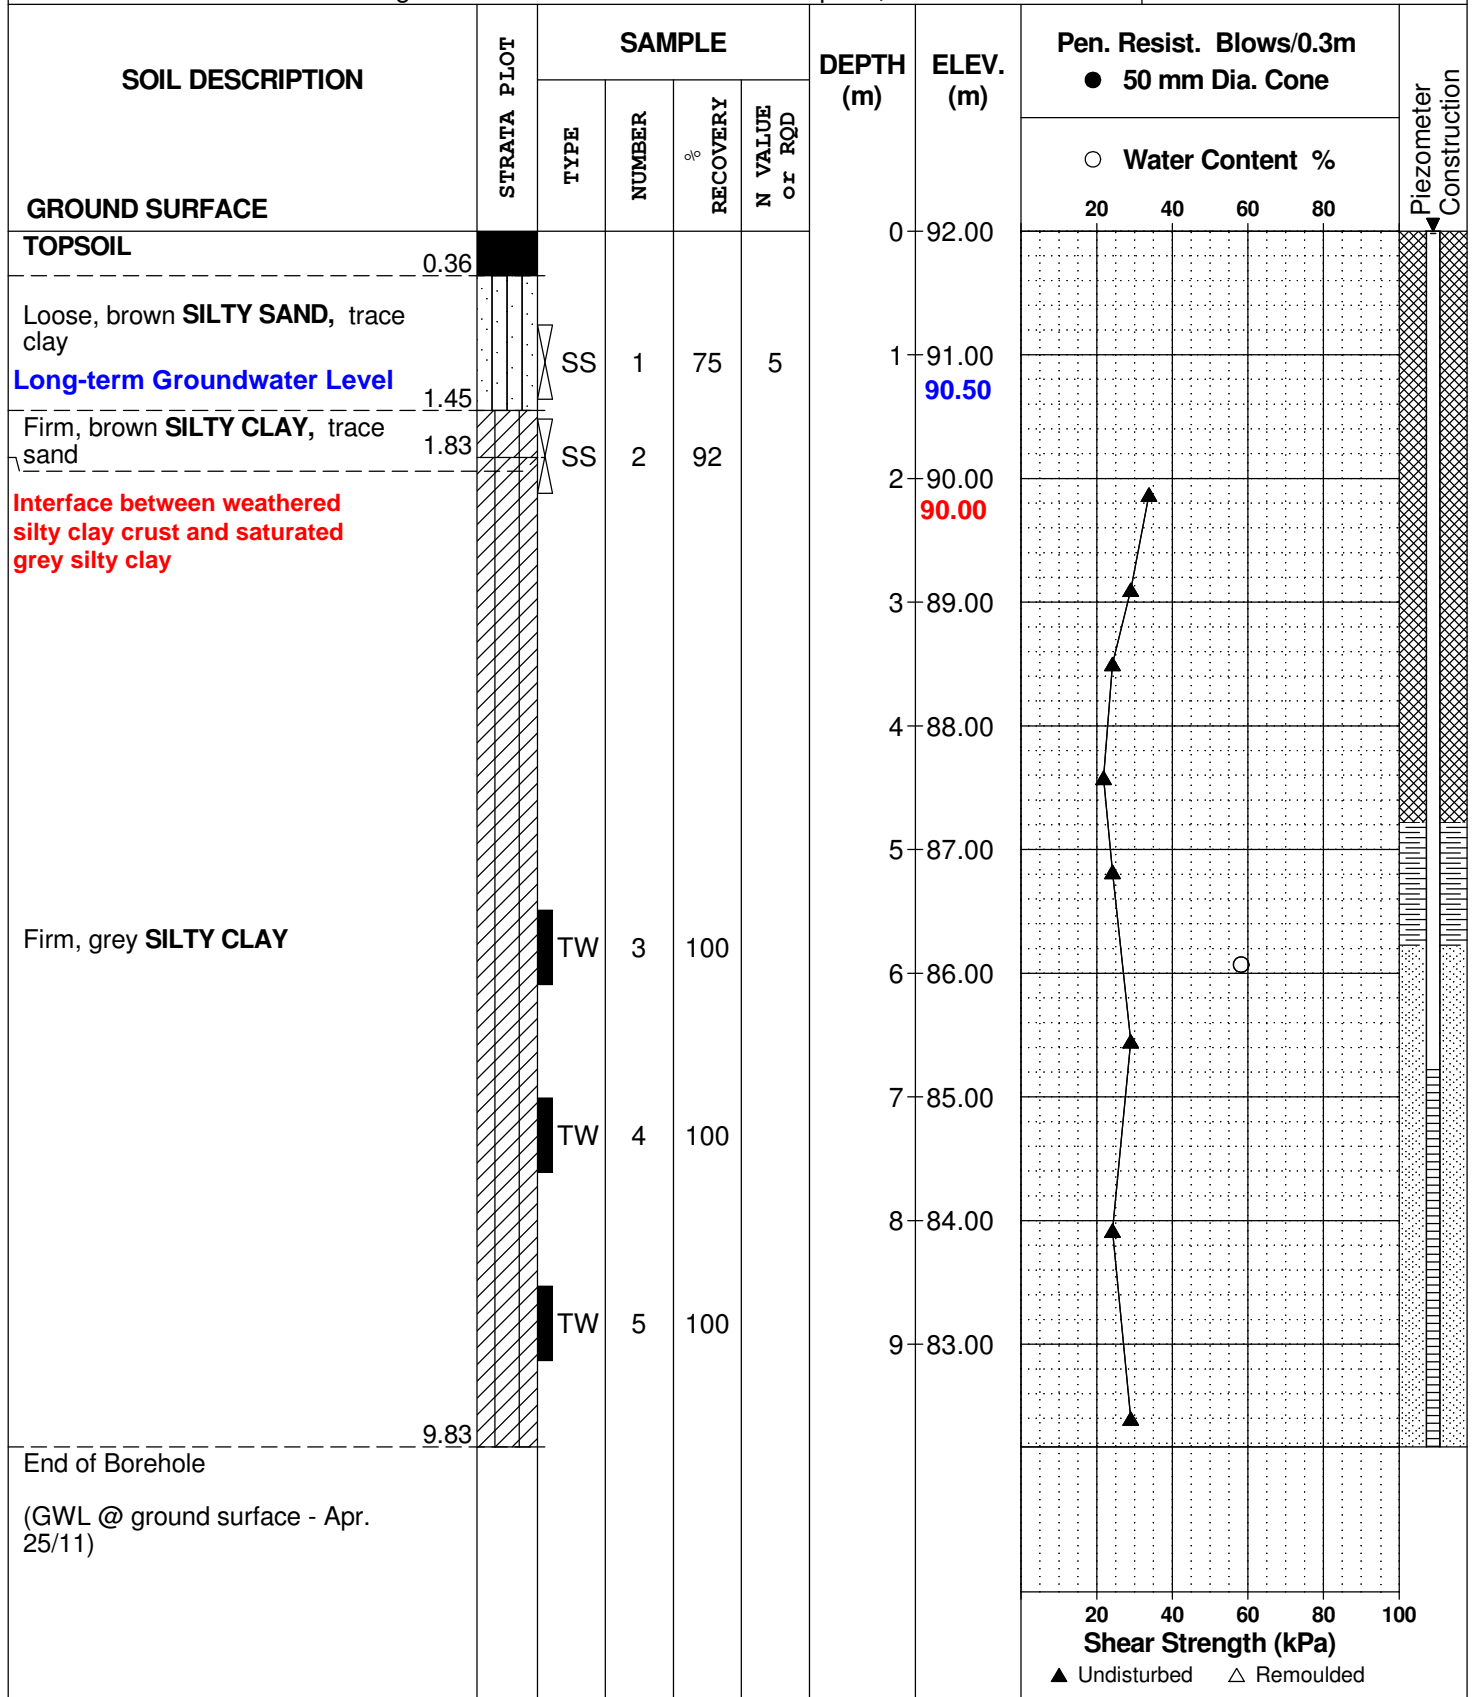 SOIL DESCRIPTION
GROUND SURFACE
STRATA PLOT
SAMPLE
TYPE
NUMBER
% RECOVERY
N VALUE or RQD
DEPTH (m)
ELEV. (m)
Pen. Resist. Blows/0.3m
● 50 mm Dia. Cone
○ Water Content %
20 40 60 80
Piezometer Construction
TOPSOIL
0.36
0 92.00
Loose, brown SILTY SAND, trace
clay
SS 1 75 5
1 91.00
Long-term Groundwater Level
90.50
1.45
Firm, brown SILTY CLAY, trace
sand
1.83
SS 2 92
2 90.00
Interface between weathered
silty clay crust and saturated
grey silty clay
90.00
3 89.00
4 88.00
5 87.00
Firm, grey SILTY CLAY
TW 3 100
6 86.00
7 85.00
TW 4 100
8 84.00
TW 5 100
9 83.00
9.83
End of Borehole
(GWL @ ground surface - Apr.
25/11)
20 40 60 80 100
Shear Strength (kPa)
▲ Undisturbed △ Remoulded